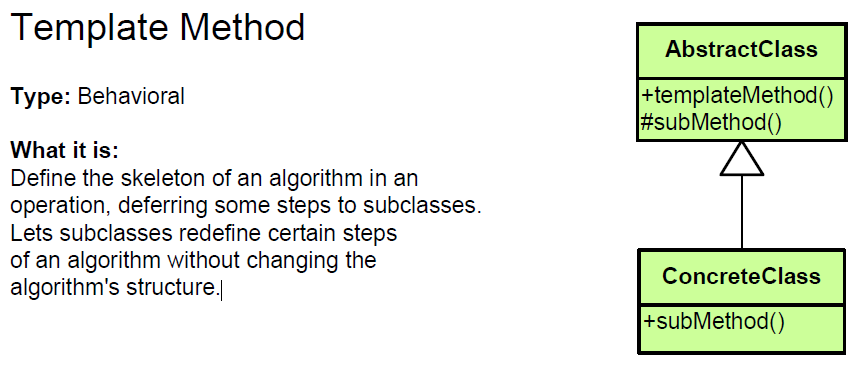 Template Method
Type: Behavioral
What it is:
Define the skeleton of an algorithm in an
operation, deferring some steps to subclasses.
Lets subclasses redefine certain steps
of an algorithm without changing the
algorithm's structure.
AbstractClass
+templateMethod()
#subMethod()
ConcreteClass
+subMethod()